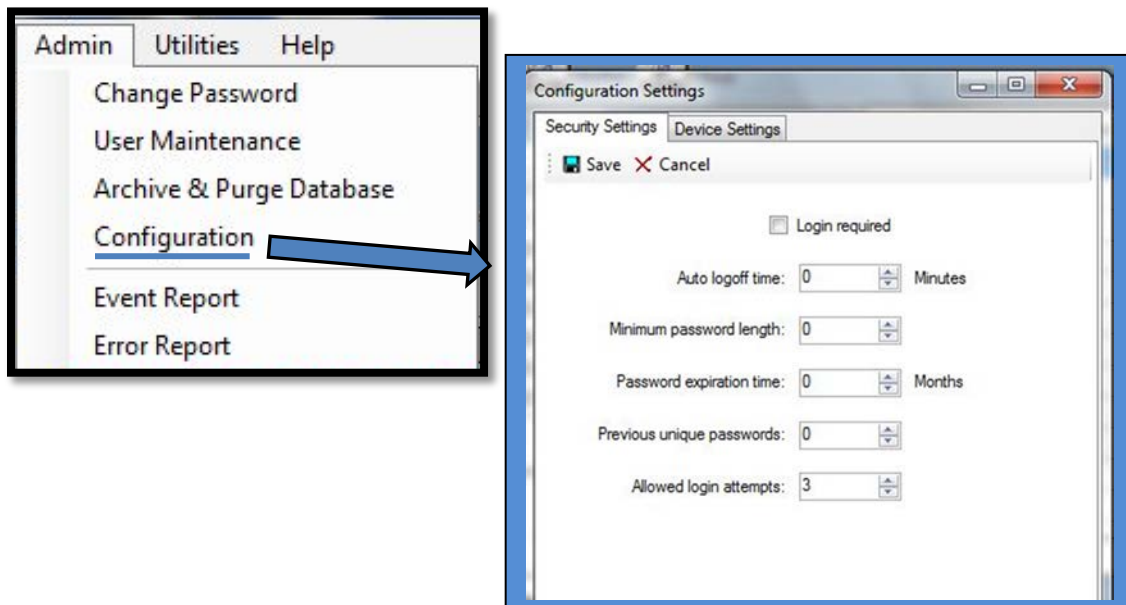 Admin Utilities Help
Change Password
User Maintenance
Archive & Purge Database
Configuration
Event Report
Error Report
Configuration Settings
Security Settings Device Settings
Save Cancel
Login required
Auto logoff time: 0 Minutes
Minimum password length: 0
Password expiration time: 0 Months
Previous unique passwords: 0
Allowed login attempts: 3